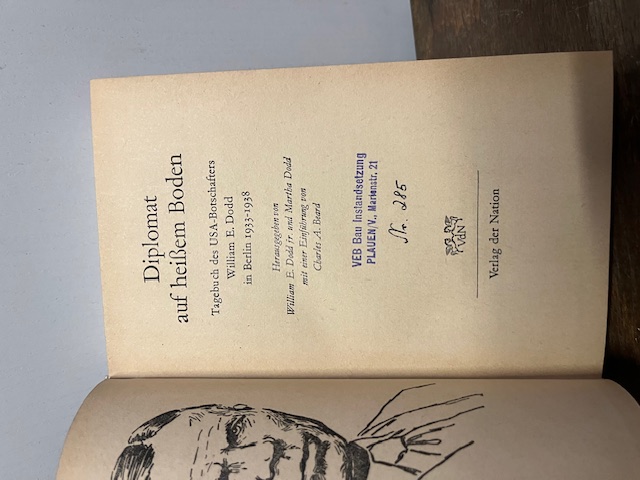 Diplomat
auf heißem Boden
Tagebuch des USA-Botschafters
William E. Dodd
in Berlin 1933-1938
Herausgegeben von
William E. Dodd jr. und Martha Dodd
mit einer Einführung von
Charles A. Beard
VEB Bau Instandsetzung
PLAUEN/V., Marienstr. 21
Nr. 285
VdN
Verlag der Nation